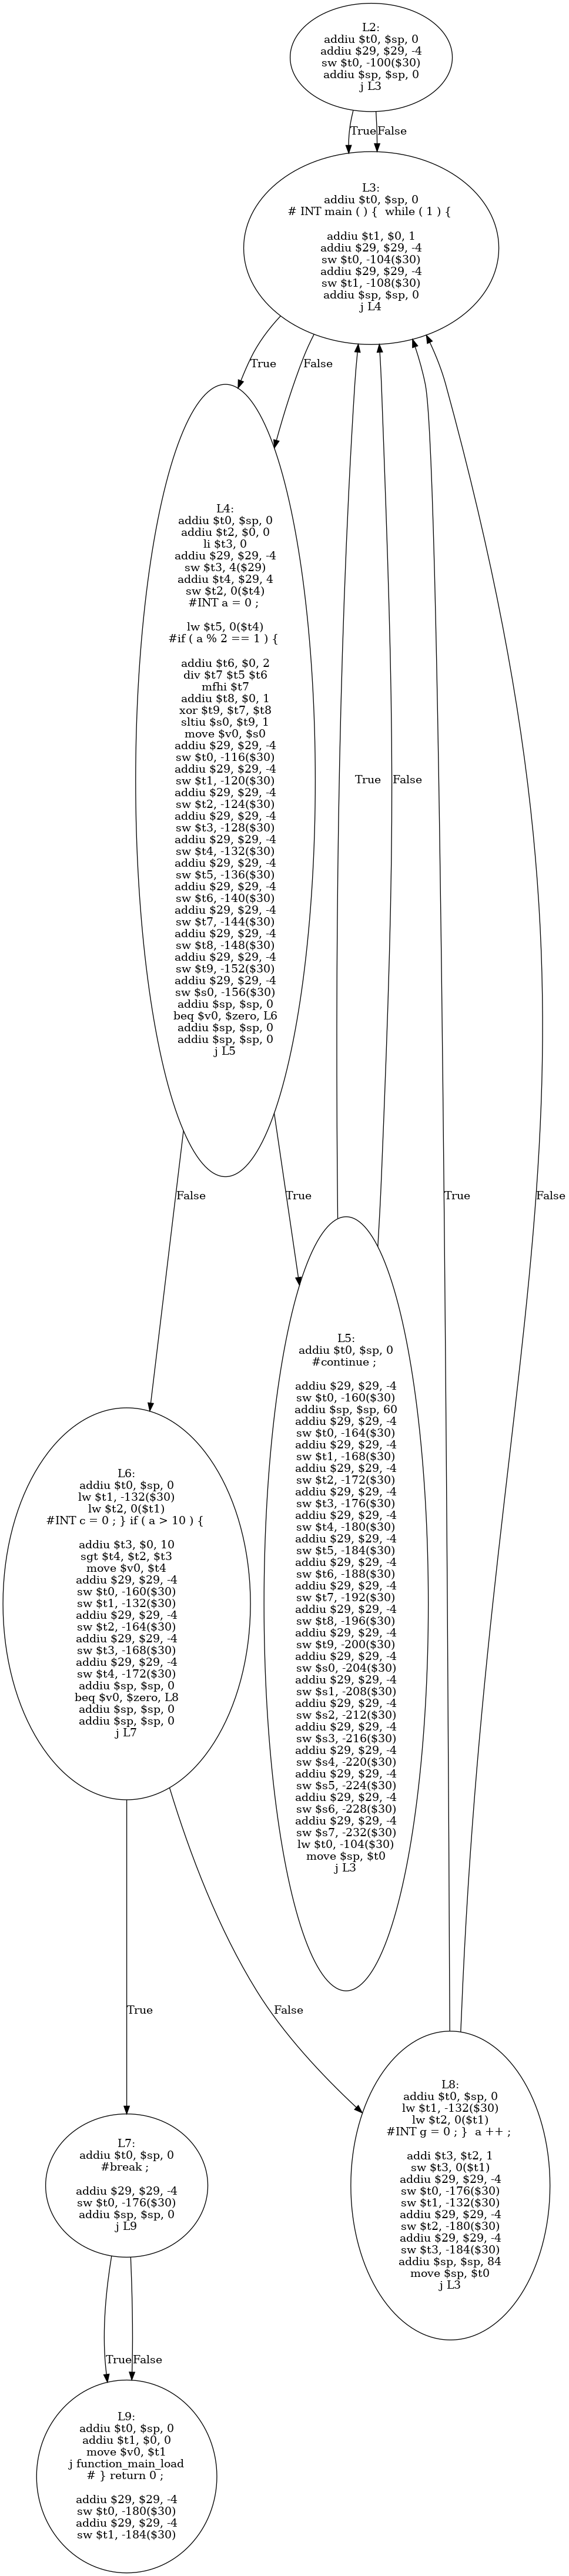 L2:
addiu $t0, $sp, 0
addiu $29, $29, -4
sw $t0, -100($30)
addiu $sp, $sp, 0
j L3
True
False
L3:
addiu $t0, $sp, 0
# INT main ( ) {  while ( 1 ) {
addiu $t1, $0, 1
addiu $29, $29, -4
sw $t0, -104($30)
addiu $29, $29, -4
sw $t1, -108($30)
addiu $sp, $sp, 0
j L4
True
False
L4:
addiu $t0, $sp, 0
addiu $t2, $0, 0
li $t3, 0
addiu $29, $29, -4
sw $t3, 4($29)
addiu $t4, $29, 4
sw $t2, 0($t4)
#INT a = 0 ;
lw $t5, 0($t4)
#if ( a % 2 == 1 ) {
addiu $t6, $0, 2
div $t7 $t5 $t6
mfhi $t7
addiu $t8, $0, 1
xor $t9, $t7, $t8
sltiu $s0, $t9, 1
move $v0, $s0
addiu $29, $29, -4
sw $t0, -116($30)
addiu $29, $29, -4
sw $t1, -120($30)
addiu $29, $29, -4
sw $t2, -124($30)
addiu $29, $29, -4
sw $t3, -128($30)
addiu $29, $29, -4
sw $t4, -132($30)
addiu $29, $29, -4
sw $t5, -136($30)
addiu $29, $29, -4
sw $t6, -140($30)
addiu $29, $29, -4
sw $t7, -144($30)
addiu $29, $29, -4
sw $t8, -148($30)
addiu $29, $29, -4
sw $t9, -152($30)
addiu $29, $29, -4
sw $s0, -156($30)
addiu $sp, $sp, 0
beq $v0, $zero, L6
addiu $sp, $sp, 0
addiu $sp, $sp, 0
j L5
True
False
False
True
True
False
L5:
addiu $t0, $sp, 0
#continue ;
addiu $29, $29, -4
sw $t0, -160($30)
addiu $sp, $sp, 60
addiu $29, $29, -4
sw $t0, -164($30)
addiu $29, $29, -4
sw $t1, -168($30)
addiu $29, $29, -4
sw $t2, -172($30)
addiu $29, $29, -4
sw $t3, -176($30)
addiu $29, $29, -4
sw $t4, -180($30)
addiu $29, $29, -4
sw $t5, -184($30)
addiu $29, $29, -4
sw $t6, -188($30)
addiu $29, $29, -4
sw $t7, -192($30)
addiu $29, $29, -4
sw $t8, -196($30)
addiu $29, $29, -4
sw $t9, -200($30)
addiu $29, $29, -4
sw $s0, -204($30)
addiu $29, $29, -4
sw $s1, -208($30)
addiu $29, $29, -4
sw $s2, -212($30)
addiu $29, $29, -4
sw $s3, -216($30)
addiu $29, $29, -4
sw $s4, -220($30)
addiu $29, $29, -4
sw $s5, -224($30)
addiu $29, $29, -4
sw $s6, -228($30)
addiu $29, $29, -4
sw $s7, -232($30)
lw $t0, -104($30)
move $sp, $t0
j L3
L6:
addiu $t0, $sp, 0
lw $t1, -132($30)
lw $t2, 0($t1)
#INT c = 0 ; } if ( a > 10 ) {
addiu $t3, $0, 10
sgt $t4, $t2, $t3
move $v0, $t4
addiu $29, $29, -4
sw $t0, -160($30)
sw $t1, -132($30)
addiu $29, $29, -4
sw $t2, -164($30)
addiu $29, $29, -4
sw $t3, -168($30)
addiu $29, $29, -4
sw $t4, -172($30)
addiu $sp, $sp, 0
beq $v0, $zero, L8
addiu $sp, $sp, 0
addiu $sp, $sp, 0
j L7
True
False
L8:
addiu $t0, $sp, 0
lw $t1, -132($30)
lw $t2, 0($t1)
#INT g = 0 ; }  a ++ ;
addi $t3, $t2, 1
sw $t3, 0($t1)
addiu $29, $29, -4
sw $t0, -176($30)
sw $t1, -132($30)
addiu $29, $29, -4
sw $t2, -180($30)
addiu $29, $29, -4
sw $t3, -184($30)
addiu $sp, $sp, 84
move $sp, $t0
j L3
L7:
addiu $t0, $sp, 0
#break ;
addiu $29, $29, -4
sw $t0, -176($30)
addiu $sp, $sp, 0
j L9
True
False
L9:
addiu $t0, $sp, 0
addiu $t1, $0, 0
move $v0, $t1
j function_main_load
# } return 0 ;
addiu $29, $29, -4
sw $t0, -180($30)
addiu $29, $29, -4
sw $t1, -184($30)